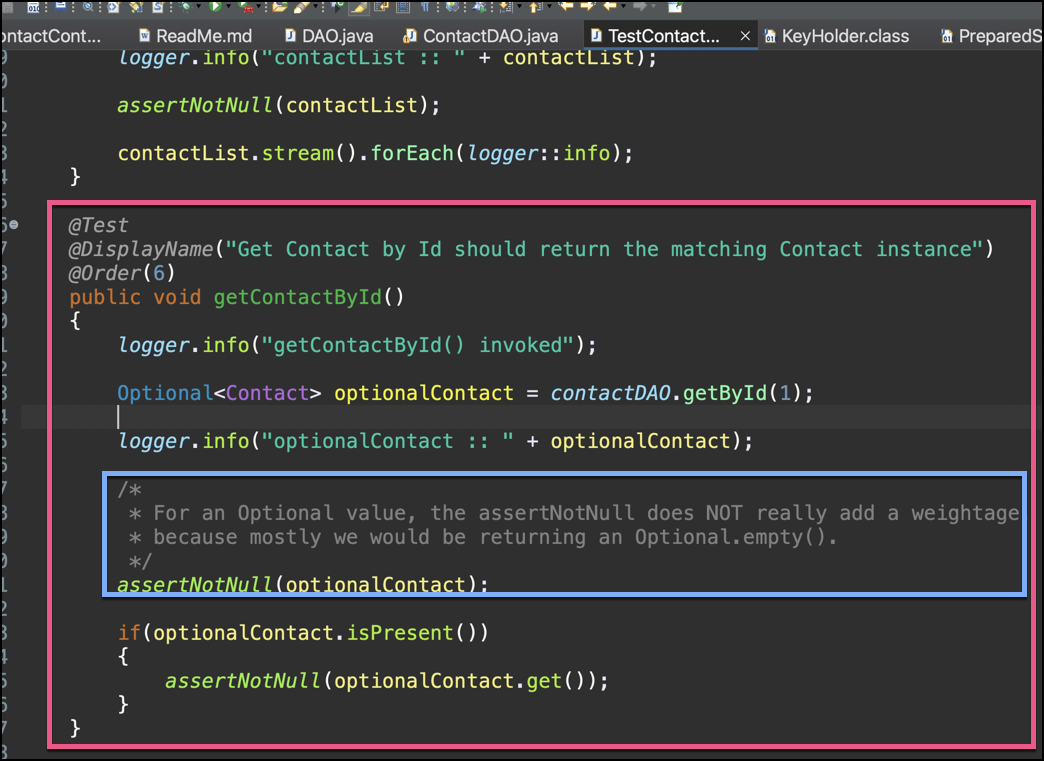 ontactCont...
ReadMe.md
DAO.java
ContactDAO.java
TestContact...
KeyHolder.class
PreparedS
logger.info("contactList :: " + contactList);
assertNotNull(contactList);
contactList.stream().forEach(logger::info);
}
@Test
@DisplayName("Get Contact by Id should return the matching Contact instance")
@Order(6)
public void getContactById()
{
logger.info("getContactById() invoked");
Optional<Contact> optionalContact = contactDAO.getById(1);
logger.info("optionalContact :: " + optionalContact);
/*
* For an Optional value, the assertNotNull does NOT really add a weightage
* because mostly we would be returning an Optional.empty().
*/
assertNotNull(optionalContact);
if(optionalContact.isPresent())
{
assertNotNull(optionalContact.get());
}
}